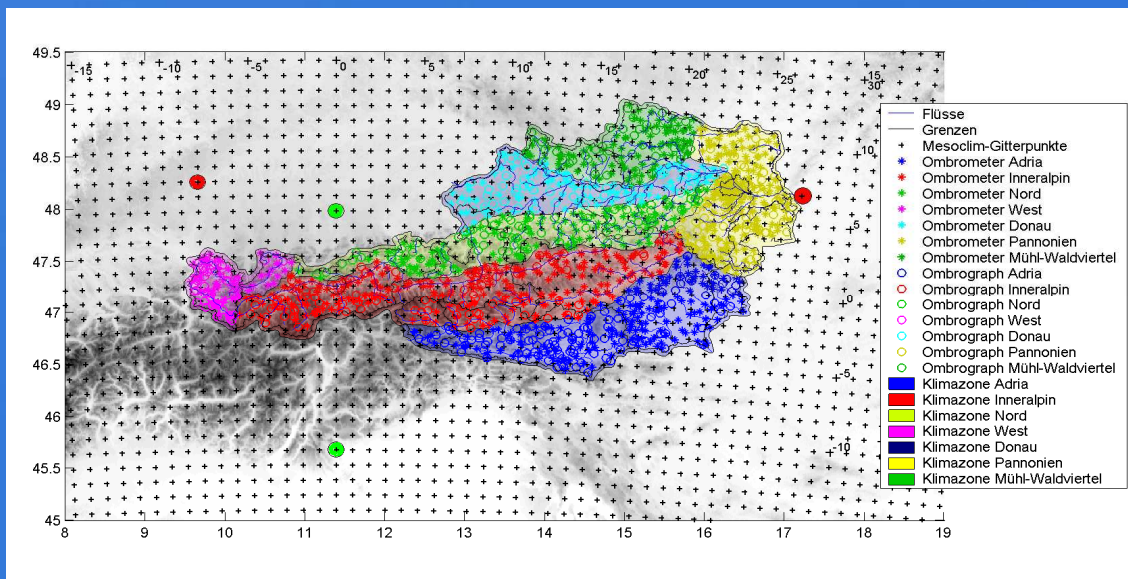 49.5
49
48.5
48
47.5
47
46.5
46
45.5
45
8
9
10
11
12
13
14
15
16
17
18
19
-15
-10
-5
0
5
10
15
20
25
15
30
10
5
0
-5
-10
Flüsse
Grenzen
Mesoclim-Gitterpunkte
Ombrometer Adria
Ombrometer Inneralpin
Ombrometer Nord
Ombrometer West
Ombrometer Donau
Ombrometer Pannonien
Ombrometer Mühl-Waldviertel
Ombrograph Adria
Ombrograph Inneralpin
Ombrograph Nord
Ombrograph West
Ombrograph Donau
Ombrograph Pannonien
Ombrograph Mühl-Waldviertel
Klimazone Adria
Klimazone Inneralpin
Klimazone Nord
Klimazone West
Klimazone Donau
Klimazone Pannonien
Klimazone Mühl-Waldviertel